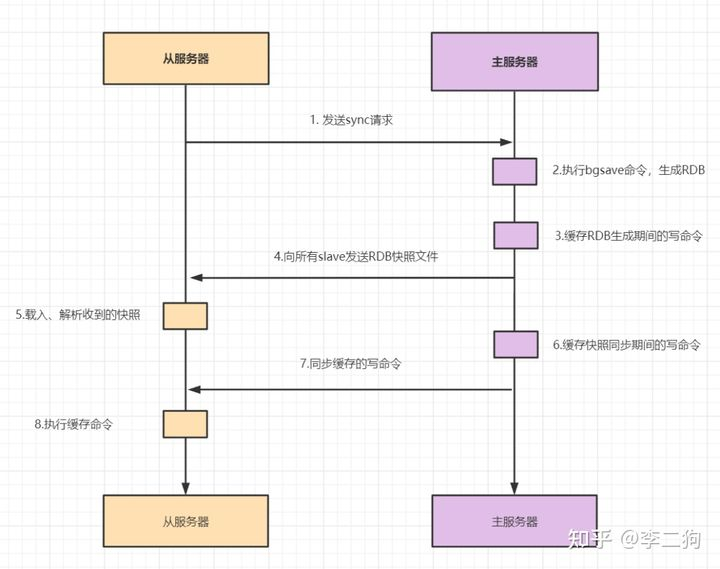 从服务器
主服务器
1. 发送sync请求
2.执行bgsave命令，生成RDB
3.缓存RDB生成期间的写命令
4.向所有slave发送RDB快照文件
5.载入、解析收到的快照
6.缓存快照同步期间的写命令
7.同步缓存的写命令
8.执行缓存命令
从服务器
主服务器
知乎 @李二狗